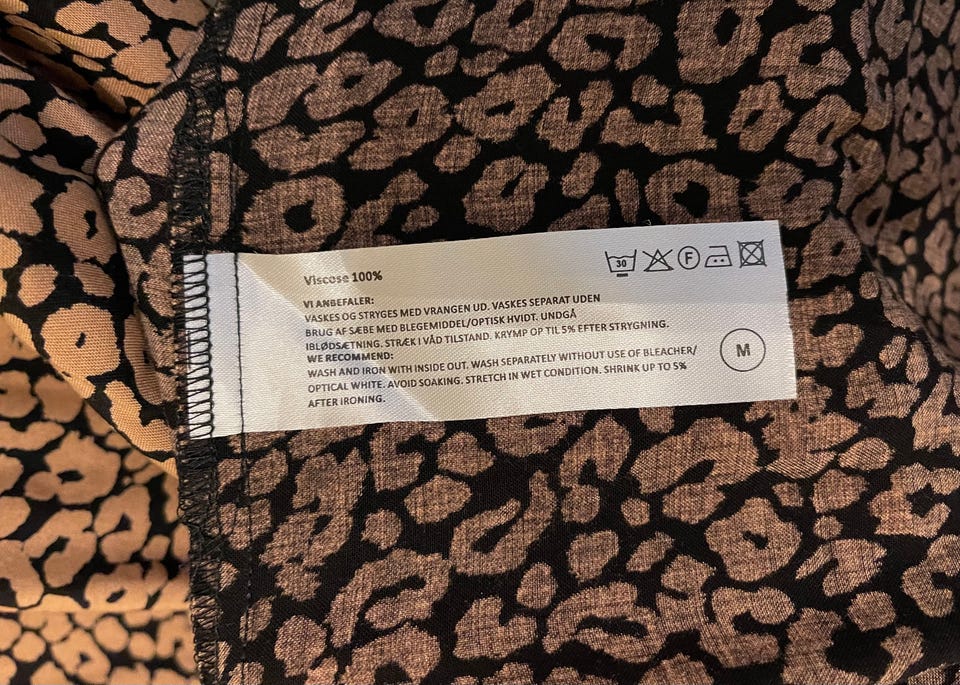 Viscose 100%
30 F
VI ANBEFALER:
VASKES OG STRYGES MED VRANGEN UD. VASKES SEPARAT UDEN
BRUG AF SÆBE MED BLEGEMIDDEL/OPTISK HVIDT. UNDGÅ
IBLØDSÆTNING. STRÆK I VÅD TILSTAND. KRYMP OP TIL 5% EFTER STRYGNING.
WE RECOMMEND:
WASH AND IRON WITH INSIDE OUT. WASH SEPARATELY WITHOUT USE OF BLEACHER/
OPTICAL WHITE. AVOID SOAKING. STRETCH IN WET CONDITION. SHRINK UP TO 5%
AFTER IRONING.
M